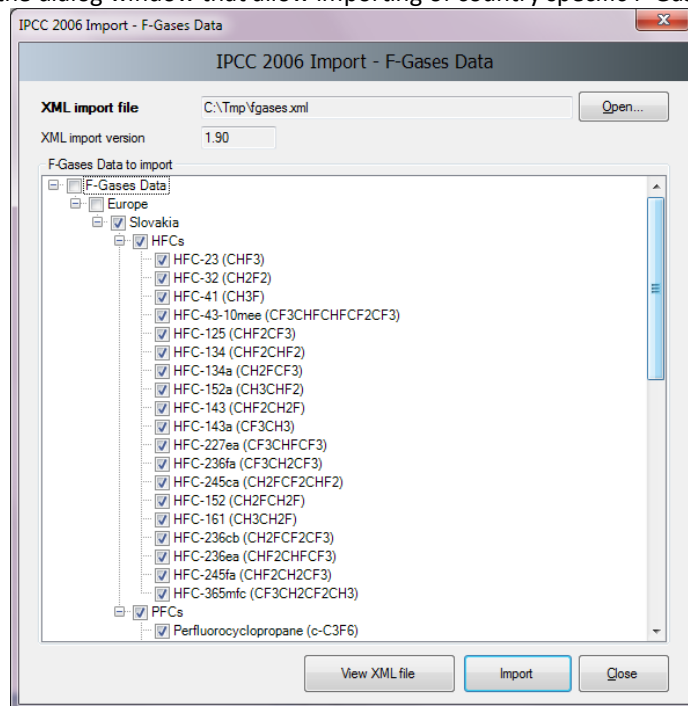 IPCC 2006 Import - F-Gases Data
IPCC 2006 Import - F-Gases Data
XML import file C:\Tmp\fgases.xml Open...
XML import version 1.90
F-Gases Data to import
F-Gases Data
Europe
Slovakia
HFCs
HFC-23 (CHF3)
HFC-32 (CH2F2)
HFC-41 (CH3F)
HFC-43-10mee (CF3CHFCHFCF2CF3)
HFC-125 (CHF2CF3)
HFC-134 (CHF2CHF2)
HFC-134a (CH2FCF3)
HFC-152a (CH3CHF2)
HFC-143 (CHF2CH2F)
HFC-143a (CF3CH3)
HFC-227ea (CF3CHFCF3)
HFC-236fa (CF3CH2CF3)
HFC-245ca (CH2FCF2CHF2)
HFC-152 (CH2FCH2F)
HFC-161 (CH3CH2F)
HFC-236cb (CH2FCF2CF3)
HFC-236ea (CHF2CHFCF3)
HFC-245fa (CHF2CH2CF3)
HFC-365mfc (CF3CH2CF2CH3)
PFCs
Perfluorocyclopropane (c-C3F6)
View XML file Import Close